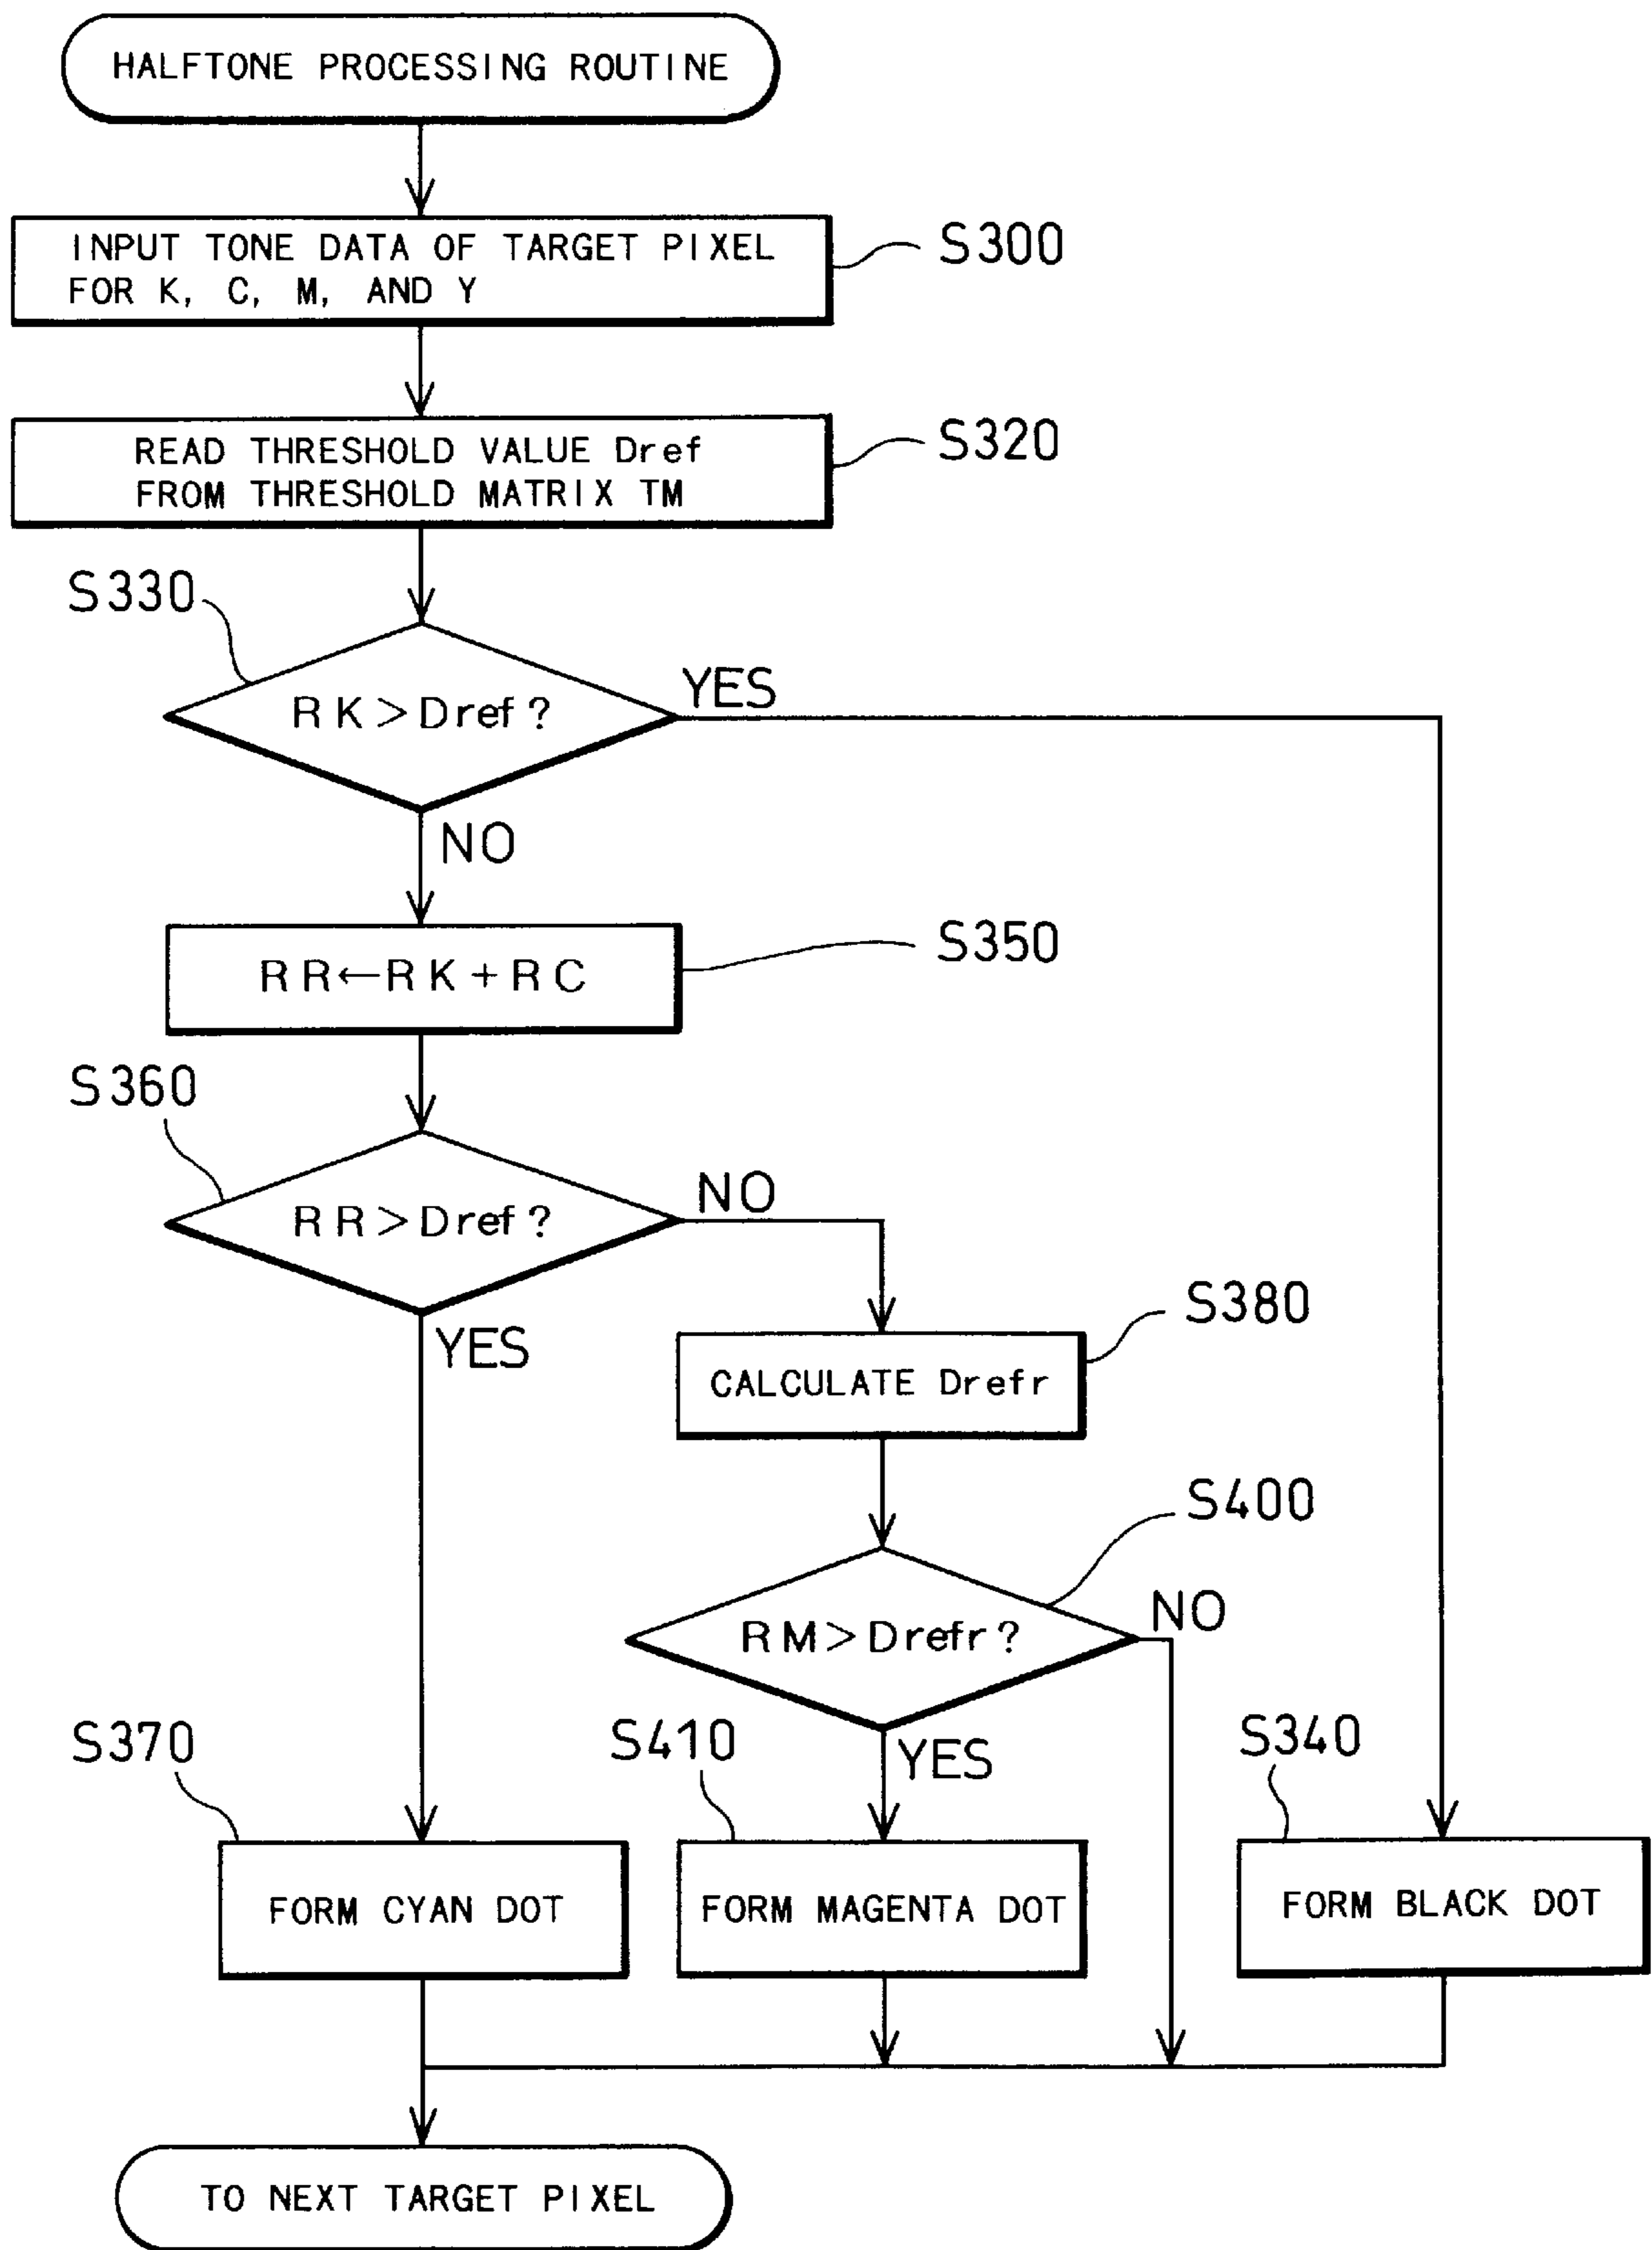 HALFTONE PROCESSING ROUTINE
INPUT TONE DATA OF TARGET PIXEL
FOR K, C, M, AND Y
S300
READ THRESHOLD VALUE Dref
FROM THRESHOLD MATRIX TM
S320
S330
RK>Dref?
YES
NO
RR←RK+RC
S350
S360
RR>Dref?
NO
YES
S380
CALCULATE Drefr
S400
RM>Drefr?
NO
YES
S370
S410
S340
FORM CYAN DOT
FORM MAGENTA DOT
FORM BLACK DOT
TO NEXT TARGET PIXEL